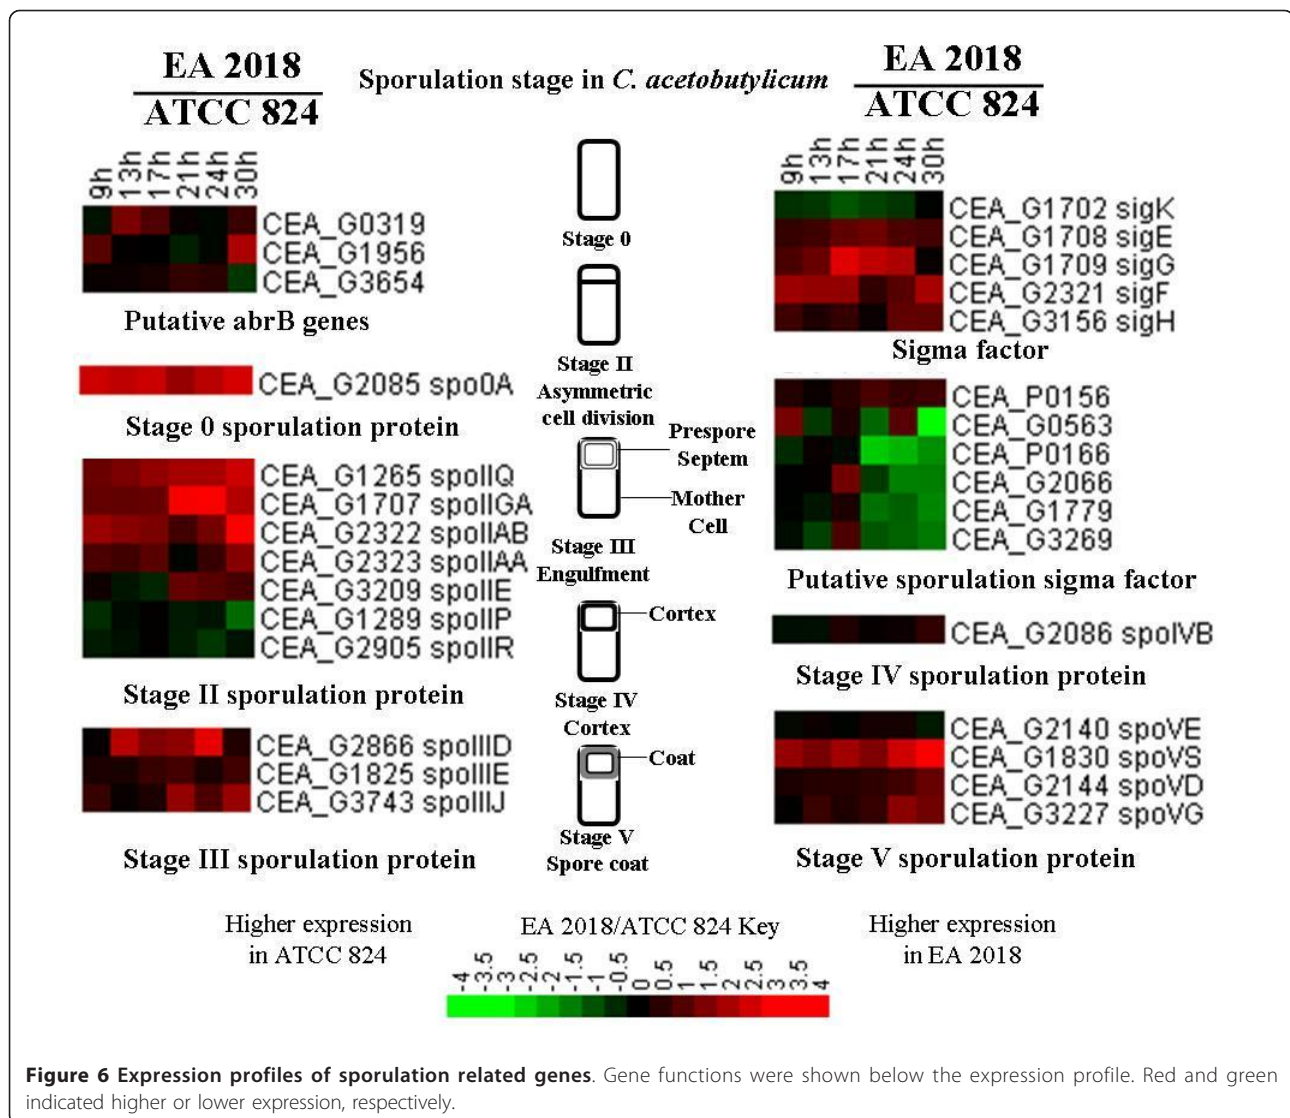 EA 2018
ATCC 824
Sporulation stage in C. acetobutylicum
EA 2018
ATCC 824
9h 13h 17h 21h 24h 30h
CEA_G0319
CEA_G1956
CEA_G3654
Putative abrB genes
CEA_G2085 spo0A
Stage 0 sporulation protein
CEA_G1265 spoIIQ
CEA_G1707 spoIIGA
CEA_G2322 spoIIAB
CEA_G2323 spoIIAA
CEA_G3209 spoIIE
CEA_G1289 spoIIP
CEA_G2905 spoIIR
Stage II sporulation protein
CEA_G2866 spoIIID
CEA_G1825 spoIIIE
CEA_G3743 spoIIIJ
Stage III sporulation protein
Stage 0
Stage II
Asymmetric
cell division
Prespore
Septem
Mother
Cell
Stage III
Engulfment
Cortex
Stage IV
Cortex
Coat
Stage V
Spore coat
9h 13h 17h 21h 24h 30h
CEA_G1702 sigK
CEA_G1708 sigE
CEA_G1709 sigG
CEA_G2321 sigF
CEA_G3156 sigH
Sigma factor
CEA_P0156
CEA_G0563
CEA_P0166
CEA_G2066
CEA_G1779
CEA_G3269
Putative sporulation sigma factor
CEA_G2086 spoIVB
Stage IV sporulation protein
CEA_G2140 spoVE
CEA_G1830 spoVS
CEA_G2144 spoVD
CEA_G3227 spoVG
Stage V sporulation protein
Higher expression
in ATCC 824
EA 2018/ATCC 824 Key
-4 -3.5 -3 -2.5 -2 -1.5 -1 -0.5 0 0.5 1 1.5 2 2.5 3 3.5 4
Higher expression
in EA 2018
Figure 6 Expression profiles of sporulation related genes. Gene functions were shown below the expression profile. Red and green
indicated higher or lower expression, respectively.